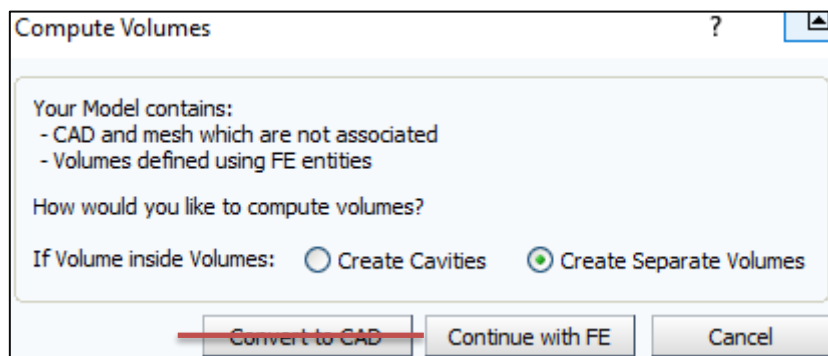 Compute Volumes ?
Your Model contains:
- CAD and mesh which are not associated
- Volumes defined using FE entities
How would you like to compute volumes?
If Volume inside Volumes: Create Cavities Create Separate Volumes
Convert to CAD Continue with FE Cancel